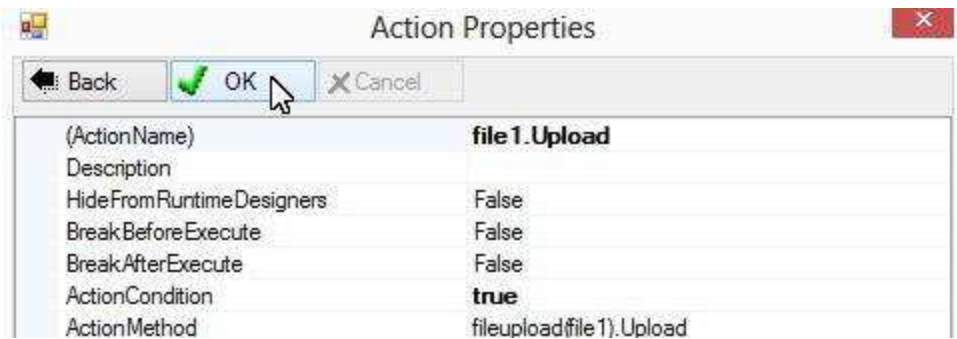 Action Properties
Back OK Cancel
(ActionName) file1.Upload
Description
HideFromRuntimeDesigners False
BreakBeforeExecute False
BreakAfterExecute False
ActionCondition true
ActionMethod fileupload(file1).Upload